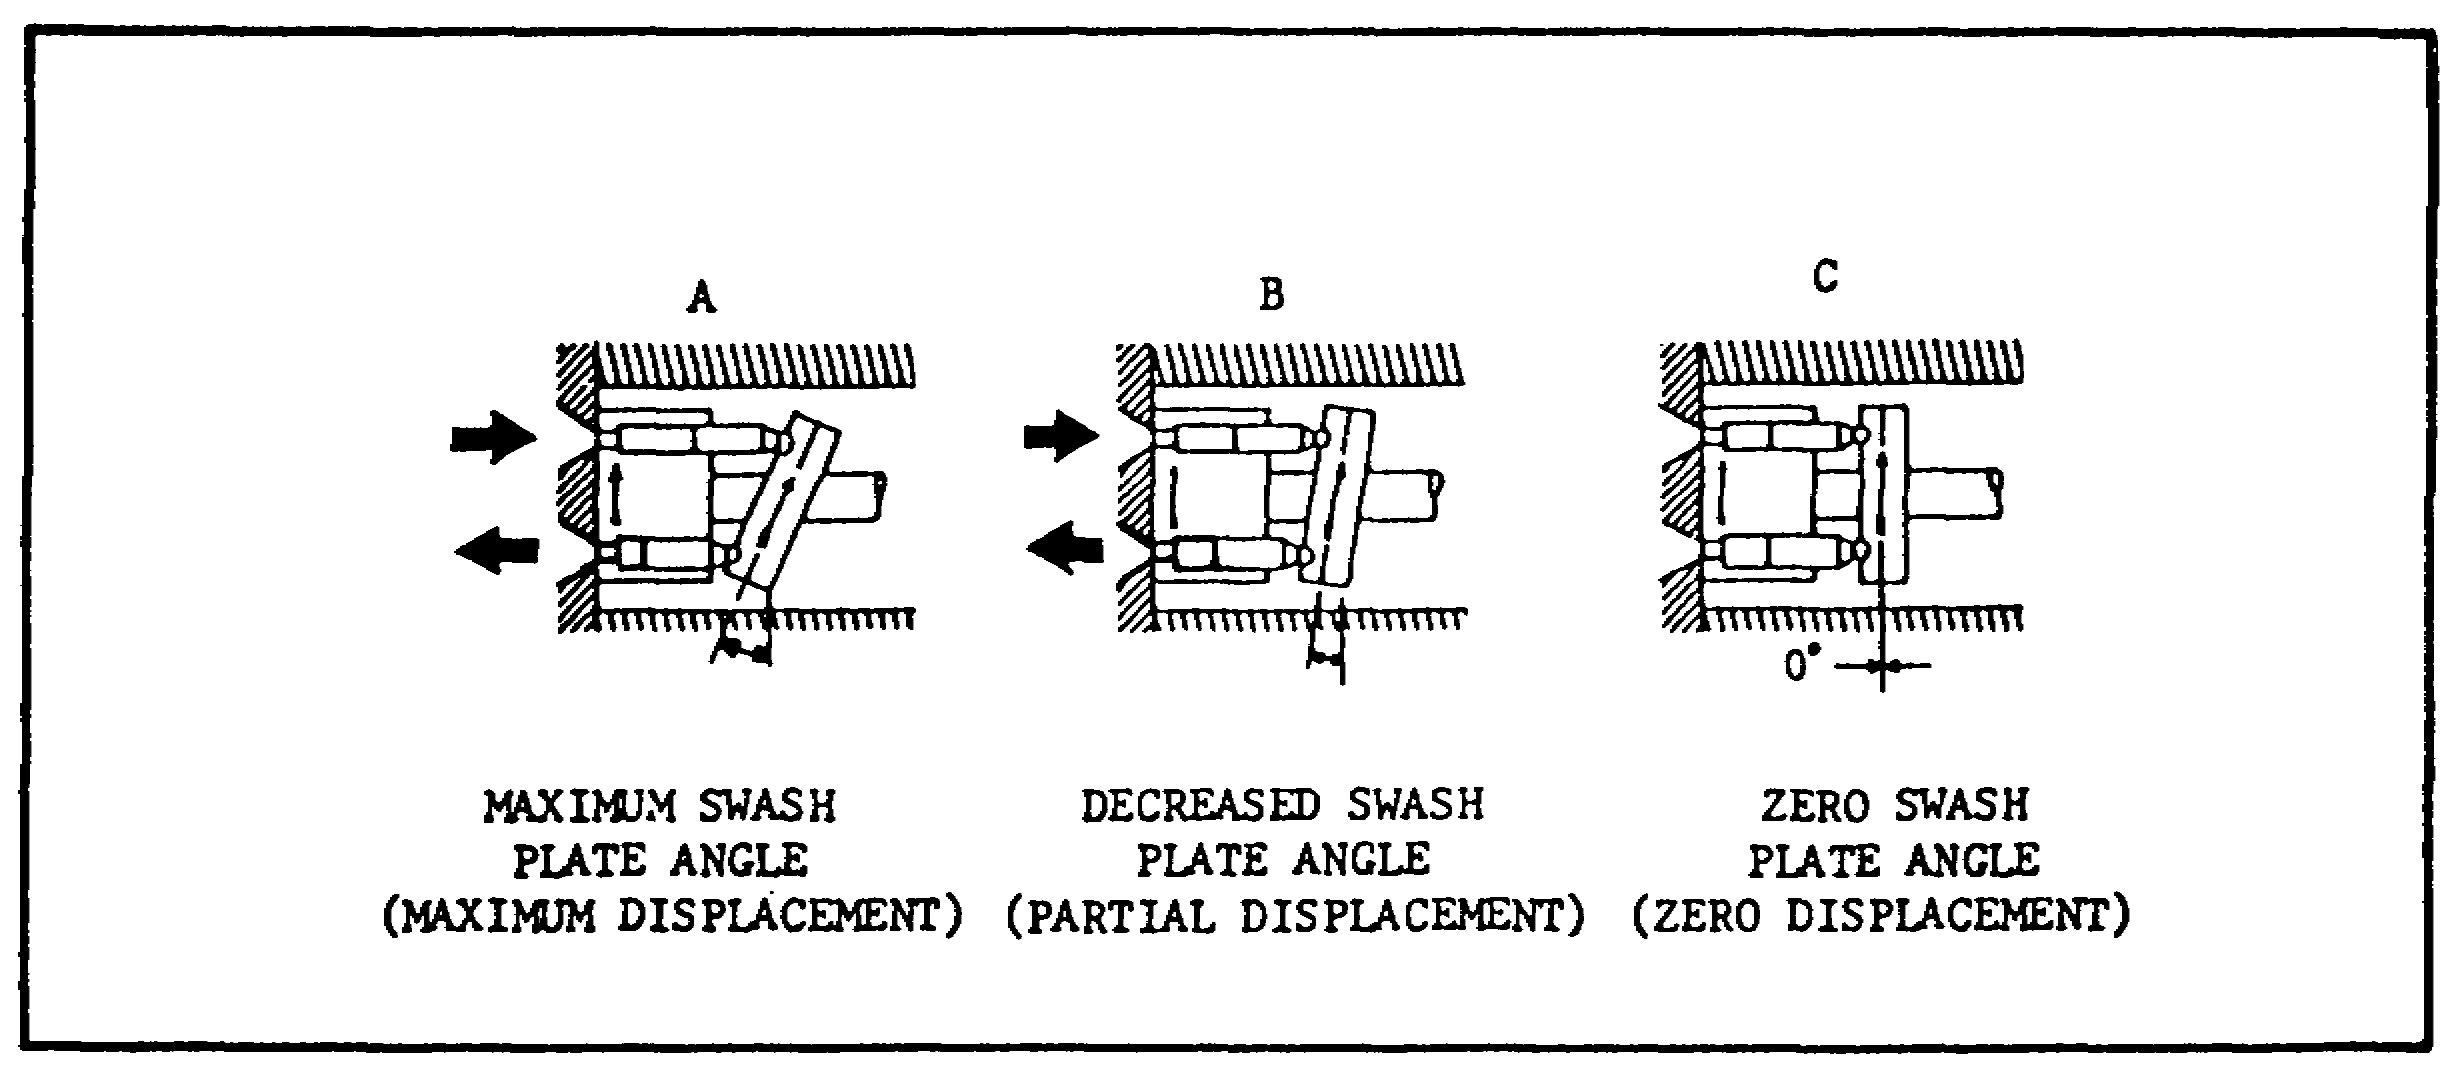 A
B
C
0°
MAXIMUM SWASH
PLATE ANGLE
(MAXIMUM DISPLACEMENT)
DECREASED SWASH
PLATE ANGLE
(PARTIAL DISPLACEMENT)
ZERO SWASH
PLATE ANGLE
(ZERO DISPLACEMENT)